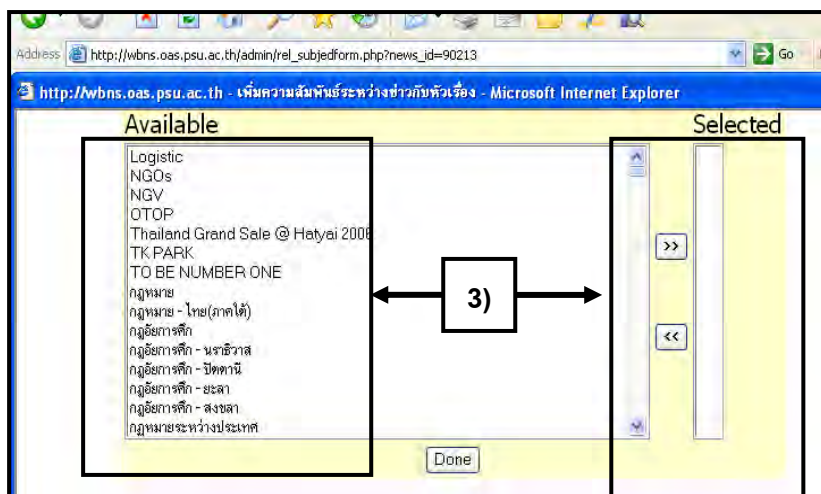 Address http://wbns.oas.psu.ac.th/admin/rel_subjedform.php?news_id=90213 Go
http://wbns.oas.psu.ac.th - เพิ่มความสัมพันธ์ระหว่างข่าวกับหัวเรื่อง - Microsoft Internet Explorer
Available Selected
Logistic
NGOs
NGV
OTOP
Thailand Grand Sale @ Hatyai 2006
TK PARK
TO BE NUMBER ONE
กฎหมาย
กฎหมาย - ไทย(ภาคใต้)
กฎอัยการศึก
กฎอัยการศึก - นราธิวาส
กฎอัยการศึก - ปัตตานี
กฎอัยการศึก - ยะลา
กฎอัยการศึก - สงขลา
กฎหมายระหว่างประเทศ
>>
3)
<<
Done